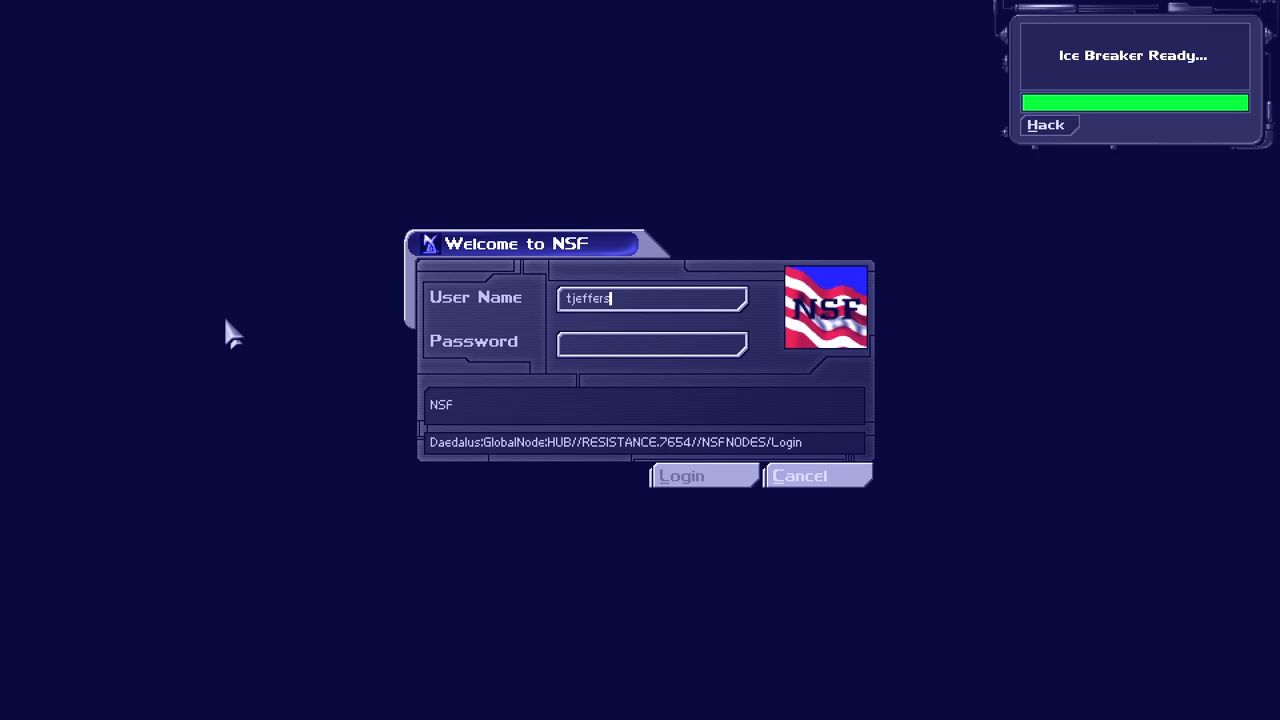 Ice Breaker Ready...
Hack
Welcome to NSF
User Name
tjeffers
NSF
Password
NSF
Daedalus:GlobalNode:HUB//RESISTANCE.7654//NSFNODES/Login
Login
Cancel